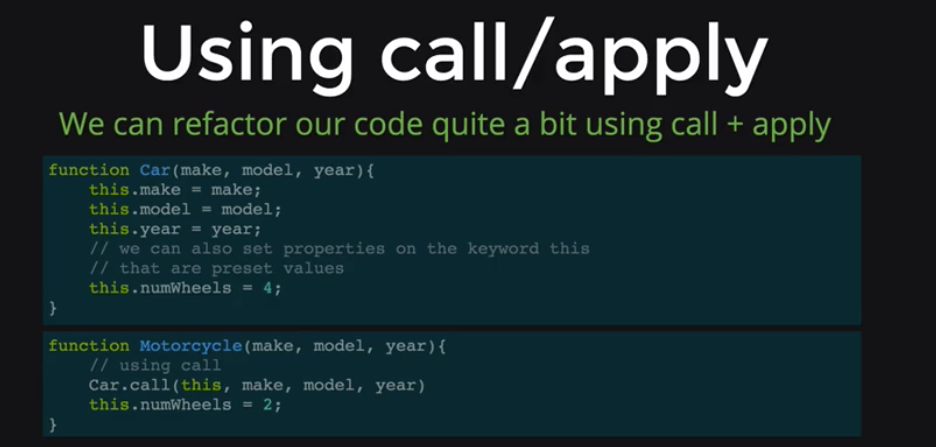 Using call/apply
We can refactor our code quite a bit using call + apply
function Car(make, model, year){
    this.make = make;
    this.model = model;
    this.year = year;
    // we can also set properties on the keyword this
    // that are preset values
    this.numWheels = 4;
}
function Motorcycle(make, model, year){
    // using call
    Car.call(this, make, model, year)
    this.numWheels = 2;
}